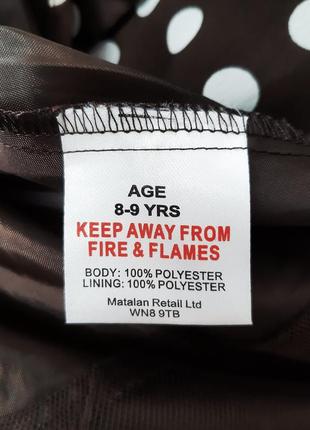 AGE
8-9 YRS
KEEP AWAY FROM
FIRE & FLAMES
BODY: 100% POLYESTER
LINING: 100% POLYESTER
Matalan Retail Ltd
WN8 9TB